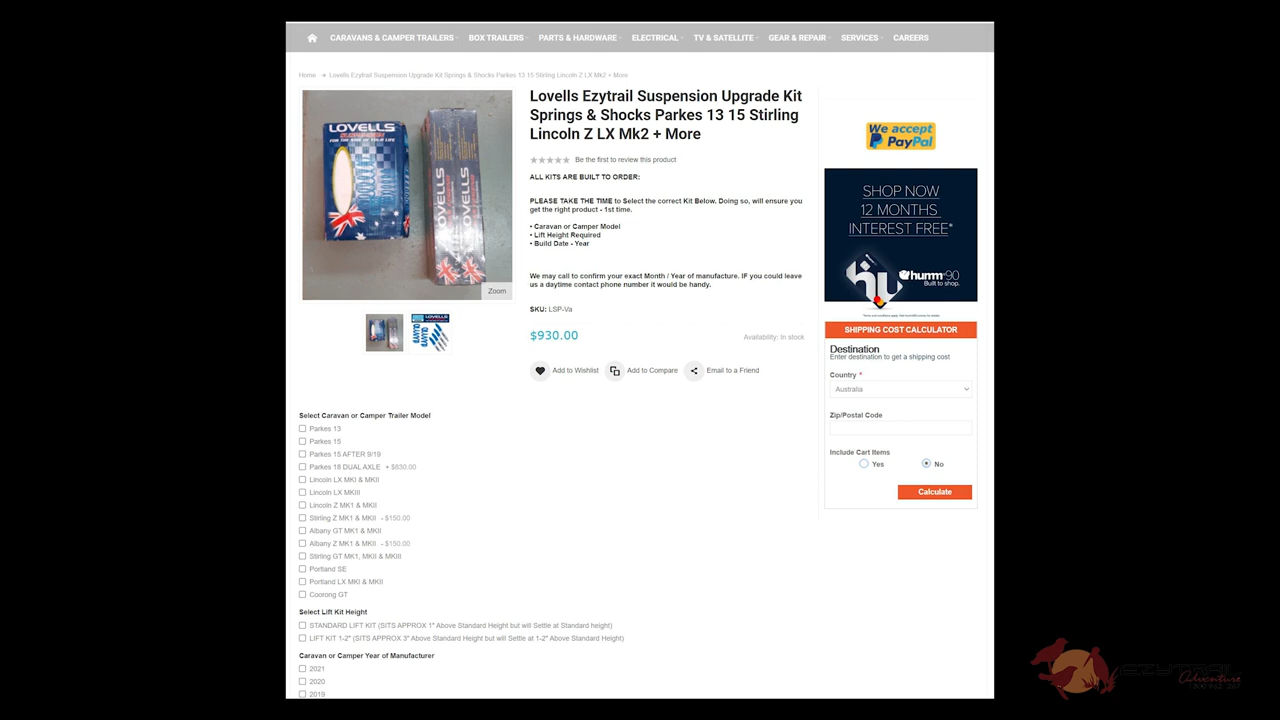 CARAVANS & CAMPER TRAILERS BOX TRAILERS PARTS & HARDWARE ELECTRICAL TV & SATELLITE GEAR & REPAIR SERVICES CAREERS
Home Lovells Ezytrail Suspension Upgrade Kit Springs & Shocks Parkes 13 15 Stirling Lincoln Z LX Mk2 + More
LOVELLS
SUSPENSION
LOVELLS
LOVELLS
Zoom
LOVELLS
Lovells Ezytrail Suspension Upgrade Kit
Springs & Shocks Parkes 13 15 Stirling
Lincoln Z LX Mk2 + More
Be the first to review this product
ALL KITS ARE BUILT TO ORDER:
PLEASE TAKE THE TIME to Select the correct Kit Below. Doing so, will ensure you
get the right product - 1st time.
• Caravan or Camper Model
• Lift Height Required
• Build Date - Year
We may call to confirm your exact Month / Year of manufacture. IF you could leave
us a daytime contact phone number it would be handy.
SKU: LSP-Va
$930.00
Availability: In stock
Add to Wishlist Add to Compare Email to a Friend
We accept
PayPal
SHOP NOW
12 MONTHS
INTEREST FREE*
hu
humm90
Built to shop.
SHIPPING COST CALCULATOR
Destination
Enter destination to get a shipping cost
Country *
Australia
Zip/Postal Code
Include Cart Items
Yes No
Calculate
Select Caravan or Camper Trailer Model
Parkes 13
Parkes 15
Parkes 15 AFTER 9/19
Parkes 18 DUAL AXLE + $830.00
Lincoln LX MKI & MKII
Lincoln LX MKIII
Lincoln Z MK1 & MKII
Stirling Z MK1 & MKII - $150.00
Albany GT MK1 & MKII
Albany Z MK1 & MKII - $150.00
Stirling GT MK1, MKII & MKIII
Portland SE
Portland LX MKI & MKII
Coorong GT
Select Lift Kit Height
STANDARD LIFT KIT (SITS APPROX 1" Above Standard Height but will Settle at Standard height)
LIFT KIT 1-2" (SITS APPROX 3" Above Standard Height but will Settle at 1-2" Above Standard Height)
Caravan or Camper Year of Manufacturer
2021
2020
2019
EZYTRAIL
Adventure
1300 962 267